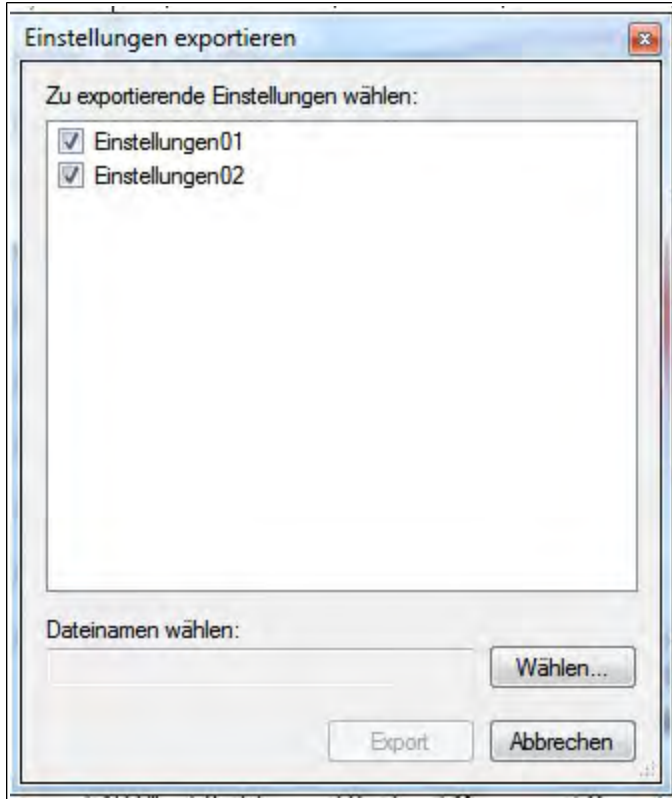 Einstellungen exportieren
Zu exportierende Einstellungen wählen:
Einstellungen01
Einstellungen02
Dateinamen wählen:
Wählen...
Export
Abbrechen